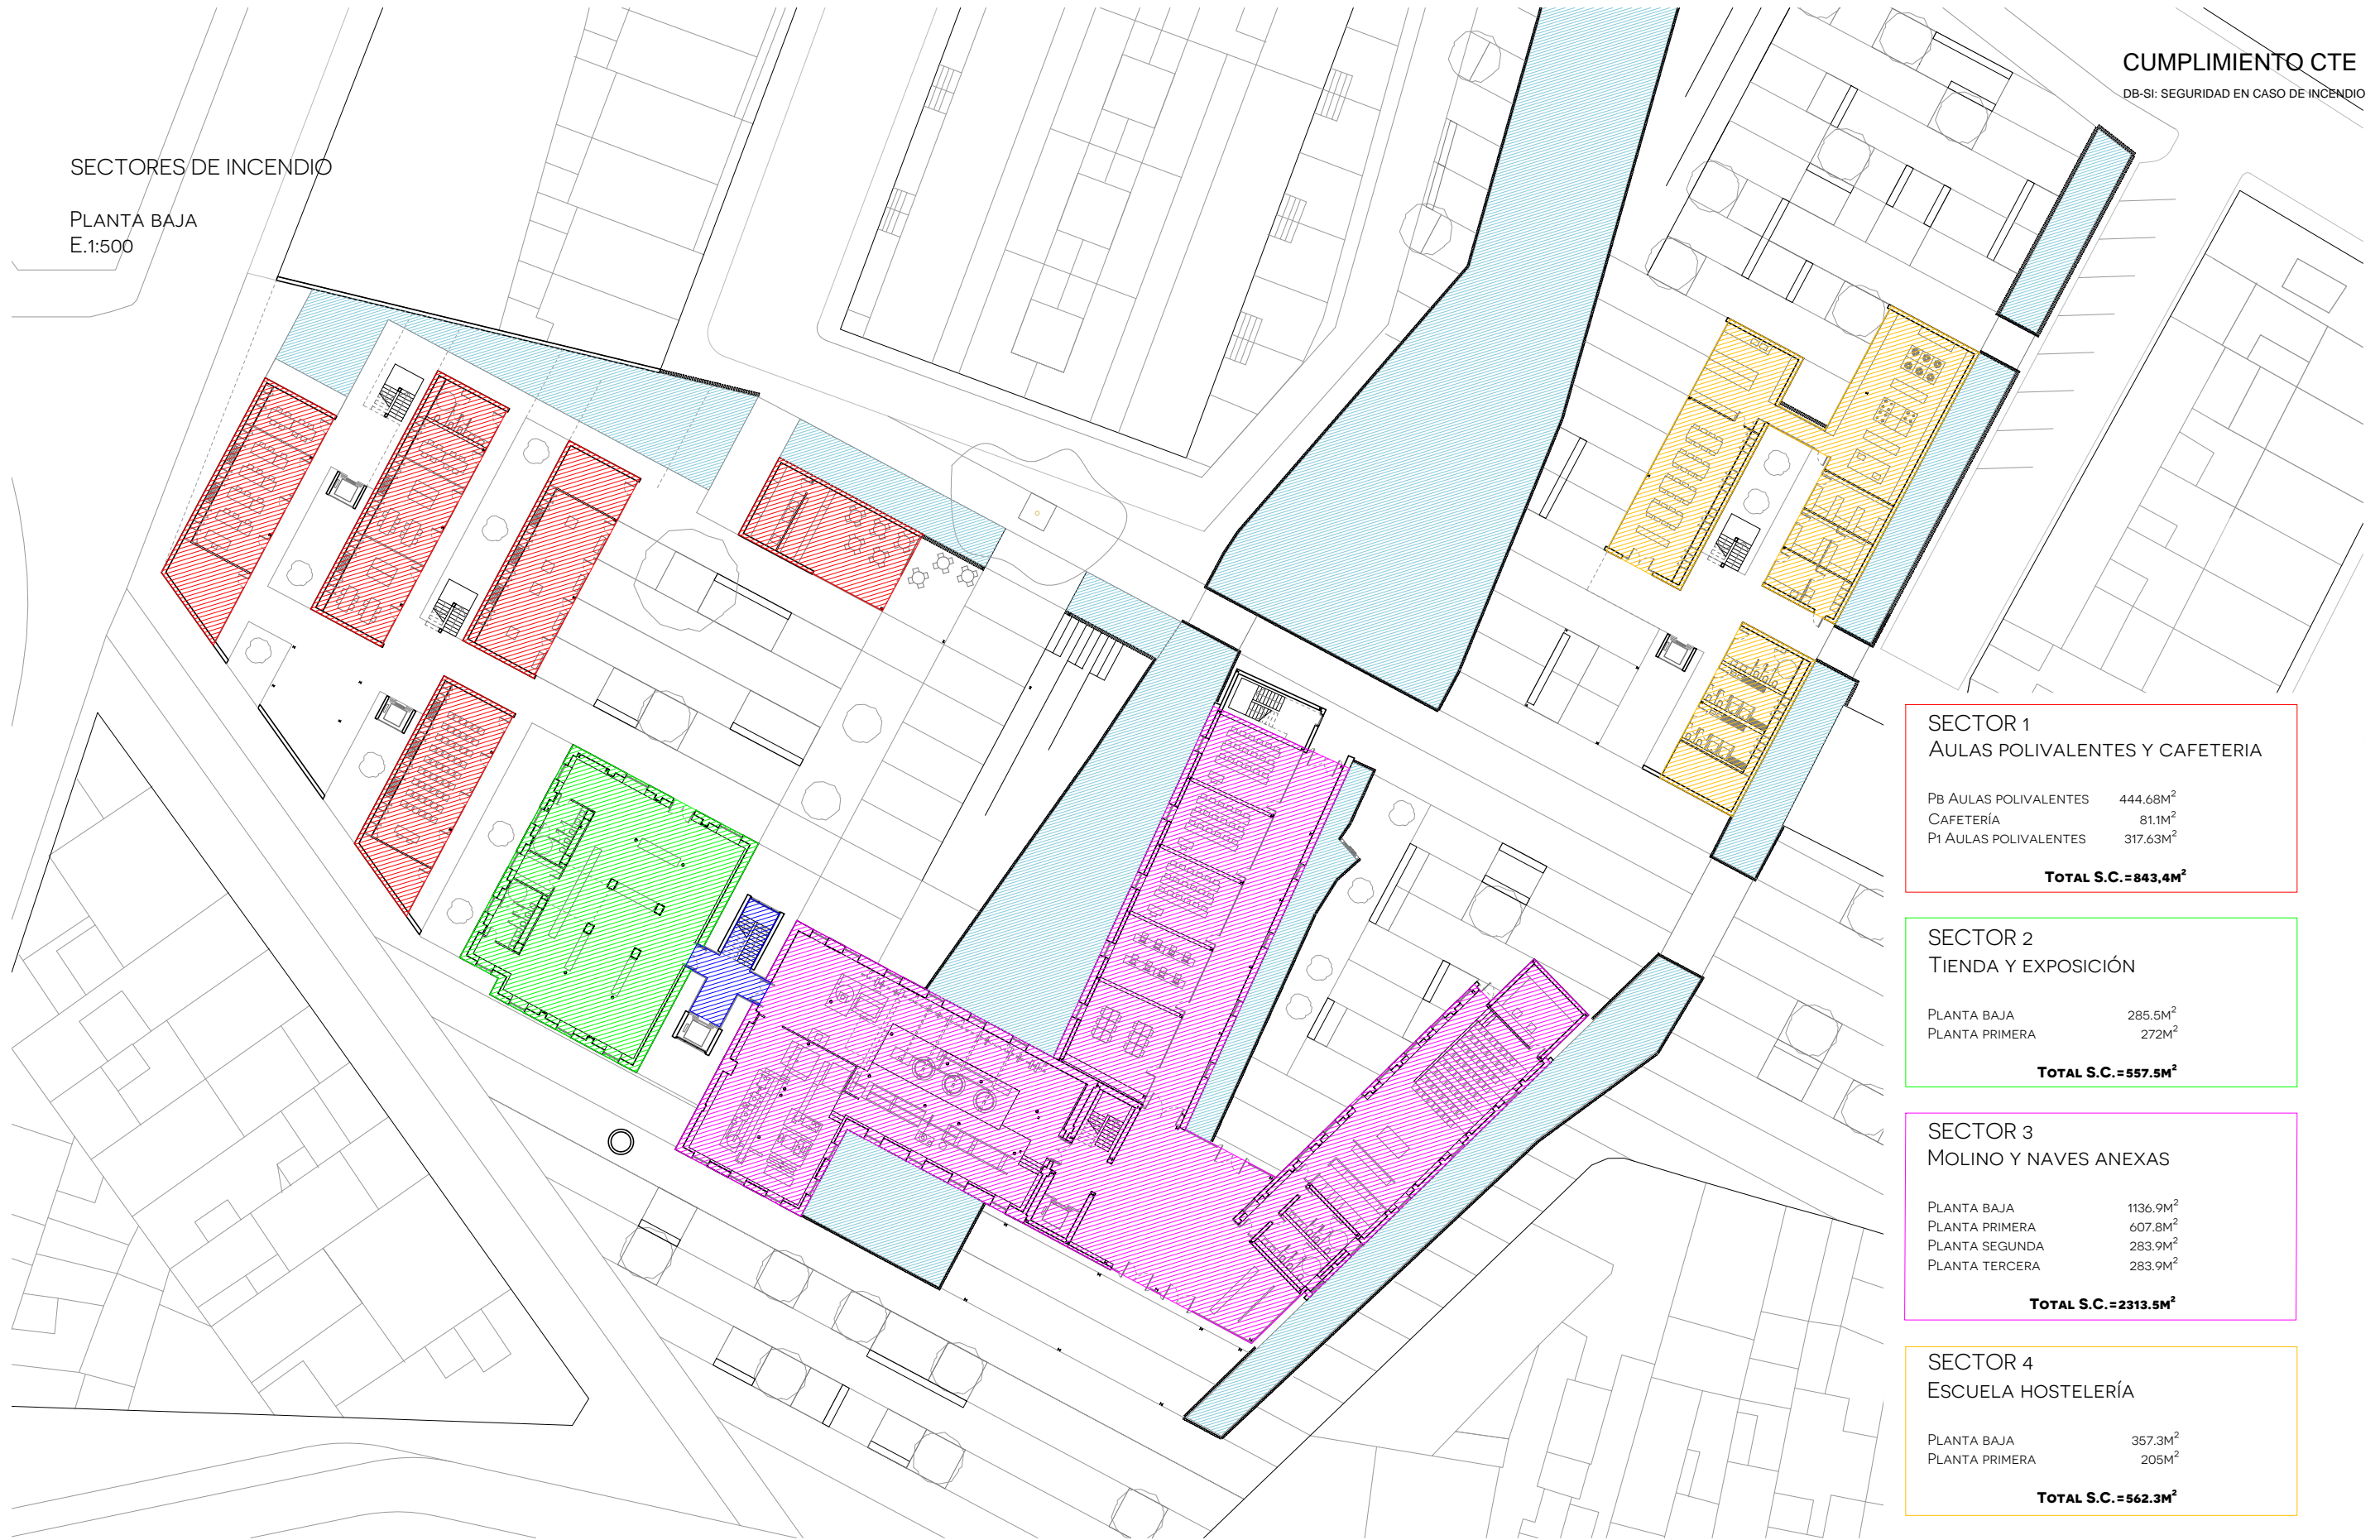 CUMPLIMIENTO CTE
DB-SI: SEGURIDAD EN CASO DE INCENDIO
SECTORES DE INCENDIO
PLANTA BAJA
E.1:500
SECTOR 1
AULAS POLIVALENTES Y CAFETERIA
PB AULAS POLIVALENTES 444.68M²
CAFETERÍA 81.1M²
P1 AULAS POLIVALENTES 317.63M²
TOTAL S.C.=843,4M²
SECTOR 2
TIENDA Y EXPOSICIÓN
PLANTA BAJA 285.5M²
PLANTA PRIMERA 272M²
TOTAL S.C.=557.5M²
SECTOR 3
MOLINO Y NAVES ANEXAS
PLANTA BAJA 1136.9M²
PLANTA PRIMERA 607.8M²
PLANTA SEGUNDA 283.9M²
PLANTA TERCERA 283.9M²
TOTAL S.C.=2313.5M²
SECTOR 4
ESCUELA HOSTELERÍA
PLANTA BAJA 357.3M²
PLANTA PRIMERA 205M²
TOTAL S.C.=562.3M²